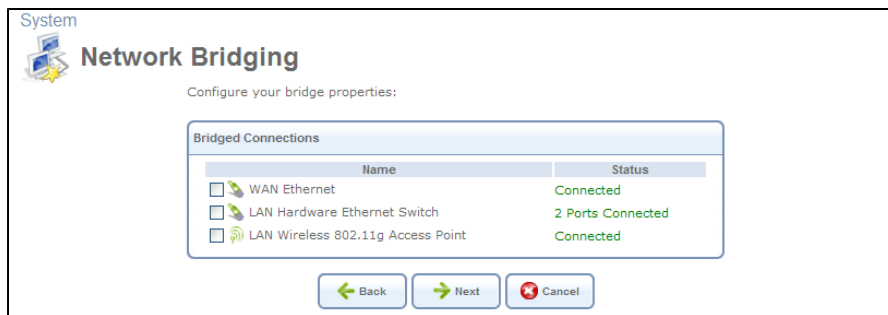 System
Network Bridging
Configure your bridge properties:
Bridged Connections
Name Status
WAN Ethernet Connected
LAN Hardware Ethernet Switch 2 Ports Connected
LAN Wireless 802.11g Access Point Connected
Back Next Cancel